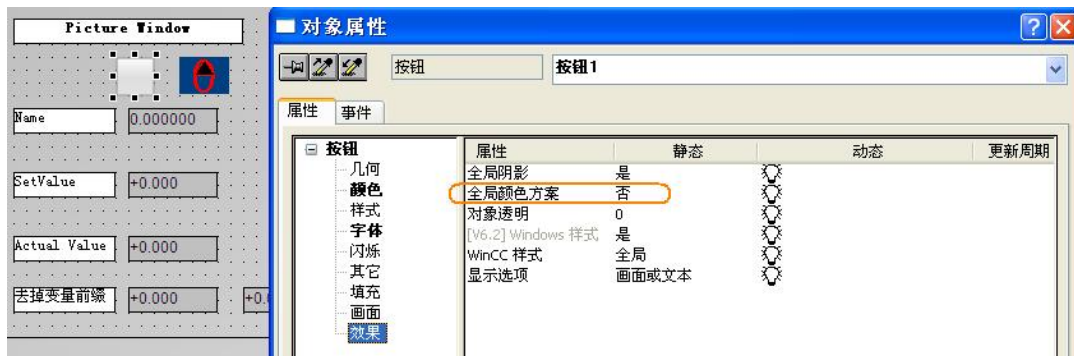 Picture Window
Name 0.000000
SetValue +0.000
Actual Value +0.000
去掉变量前缀 +0.000 +0.
对象属性
按钮 按钮1
属性 事件
按钮
几何
颜色
样式
字体
闪烁
其它
填充
画面
效果
属性 静态 动态 更新周期
全局阴影 是
全局颜色方案 否
对象透明 0
[V6.2] Windows 样式 是
WinCC 样式 全局
显示选项 画面或文本